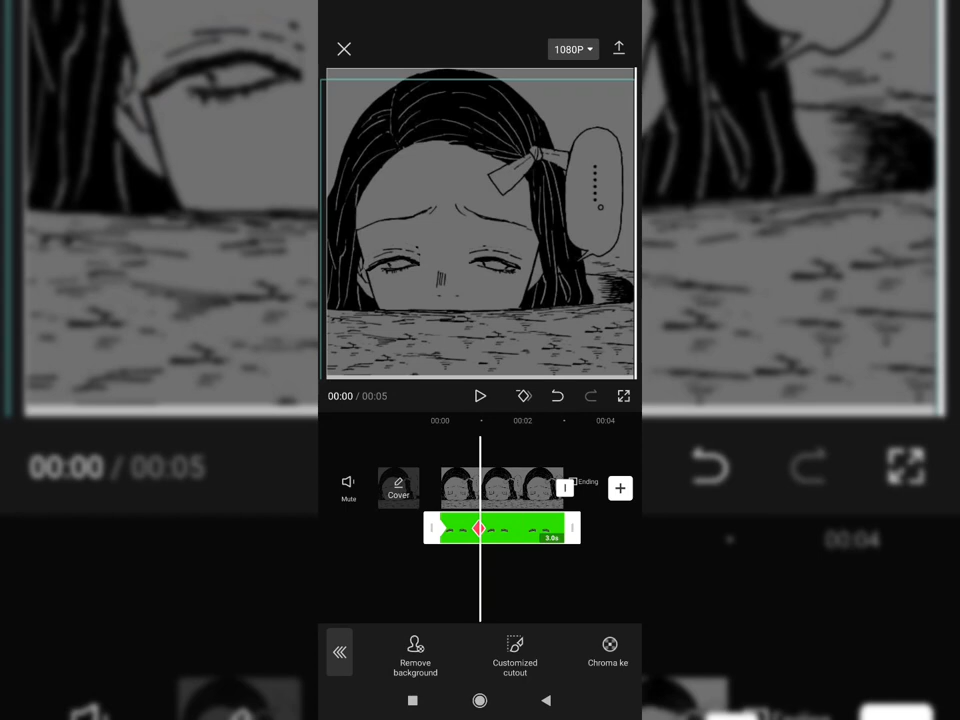 1080P
00:00 / 00:05
00:00
00:02
00:04
Mute
Cover
Ending
3.0s
Remove
background
Customized
cutout
Chroma ke
00:00 / 00:05
00:04